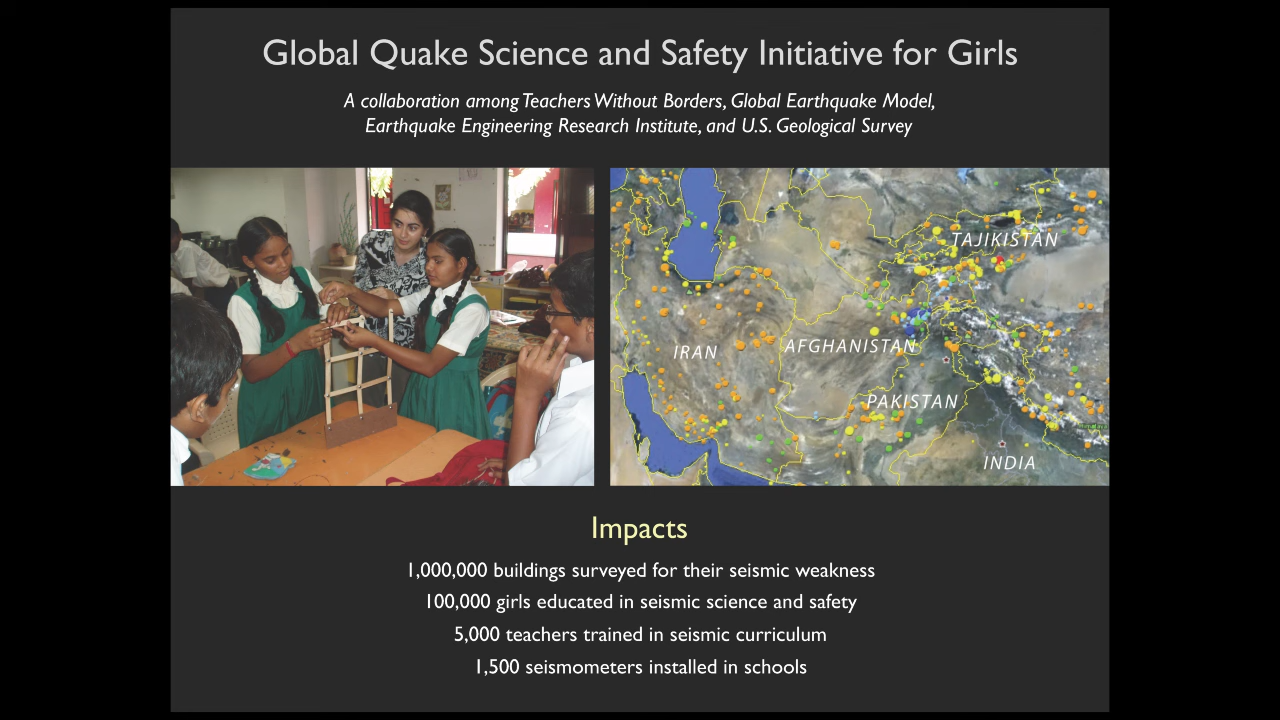 Global Quake Science and Safety Initiative for Girls
A collaboration among Teachers Without Borders, Global Earthquake Model,
Earthquake Engineering Research Institute, and U.S. Geological Survey
TAJIKISTAN
IRAN
AFGHANISTAN
PAKISTAN
INDIA
Impacts
1,000,000 buildings surveyed for their seismic weakness
100,000 girls educated in seismic science and safety
5,000 teachers trained in seismic curriculum
1,500 seismometers installed in schools